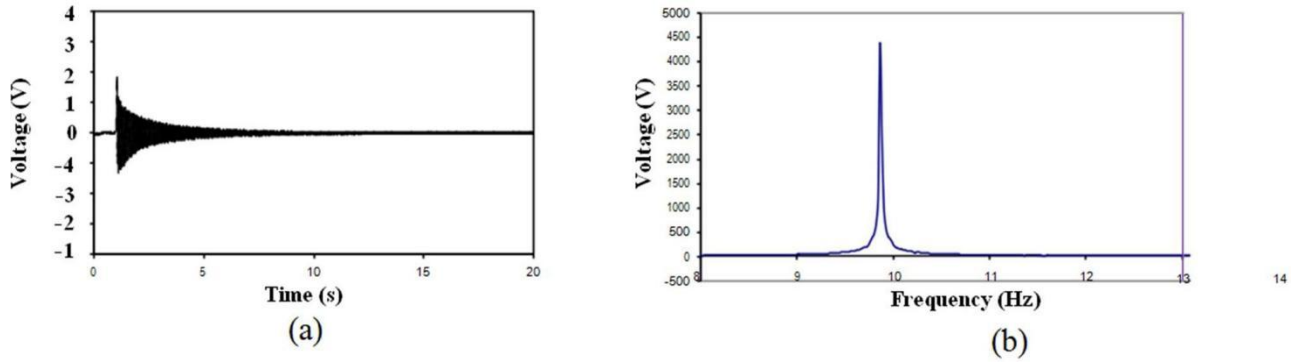 4
3
2
1
0
-4
-3
-2
-1
Voltage (V)
0 5 10 15 20
Time (s)
(a)
5000
4500
4000
3500
3000
2500
2000
1500
1000
500
0
-500
Voltage (V)
8 9 10 11 12 13 14
Frequency (Hz)
(b)